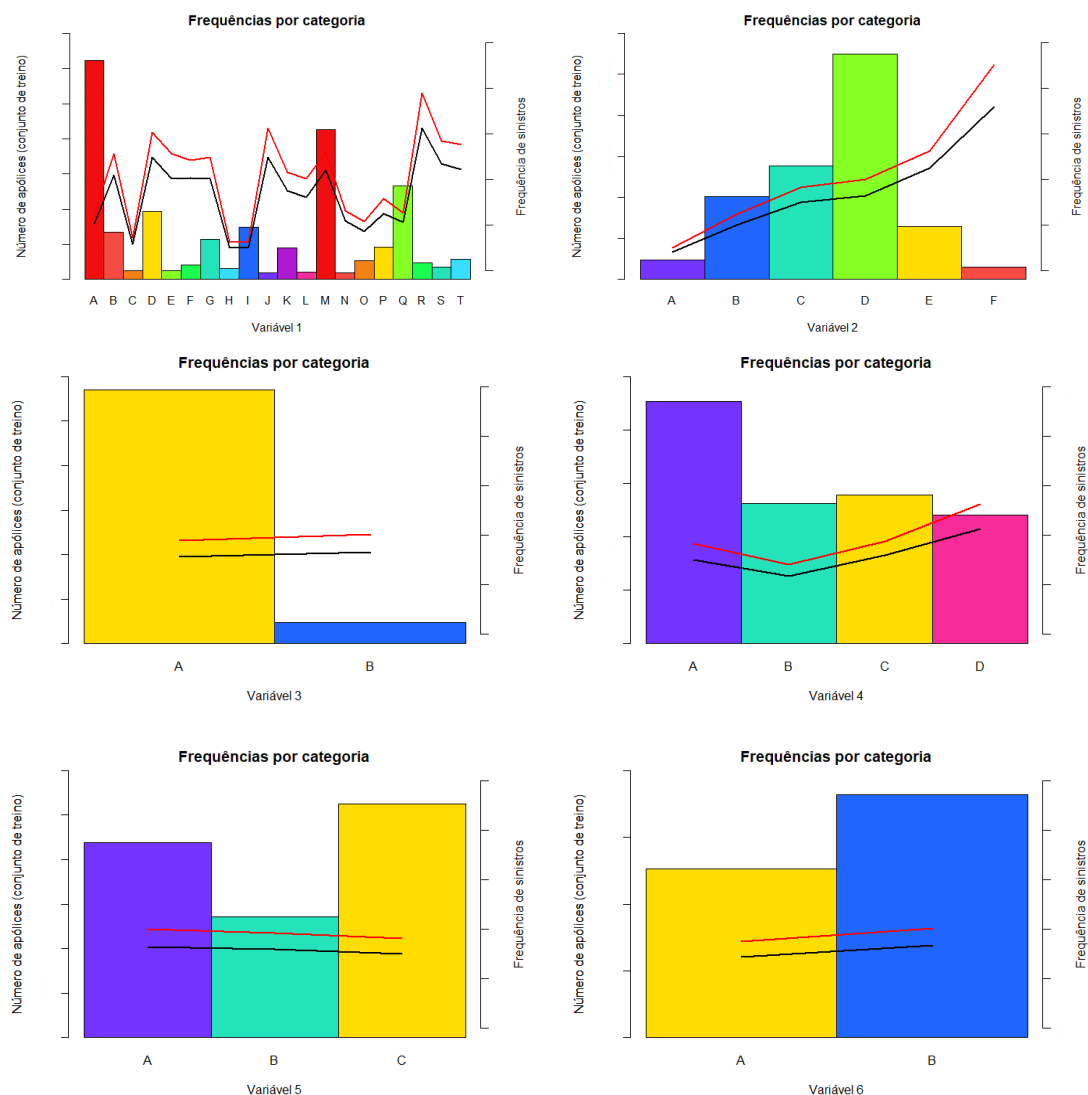 Frequências por categoria
Número de apólices (conjunto de treino)
Frequência de sinistros
A B C D E F G H I J K L M N O P Q R S T
Variável 1
Frequências por categoria
Número de apólices (conjunto de treino)
Frequência de sinistros
A B C D E F
Variável 2
Frequências por categoria
Número de apólices (conjunto de treino)
Frequência de sinistros
A B
Variável 3
Frequências por categoria
Número de apólices (conjunto de treino)
Frequência de sinistros
A B C D
Variável 4
Frequências por categoria
Número de apólices (conjunto de treino)
Frequência de sinistros
A B C
Variável 5
Frequências por categoria
Número de apólices (conjunto de treino)
Frequência de sinistros
A B
Variável 6